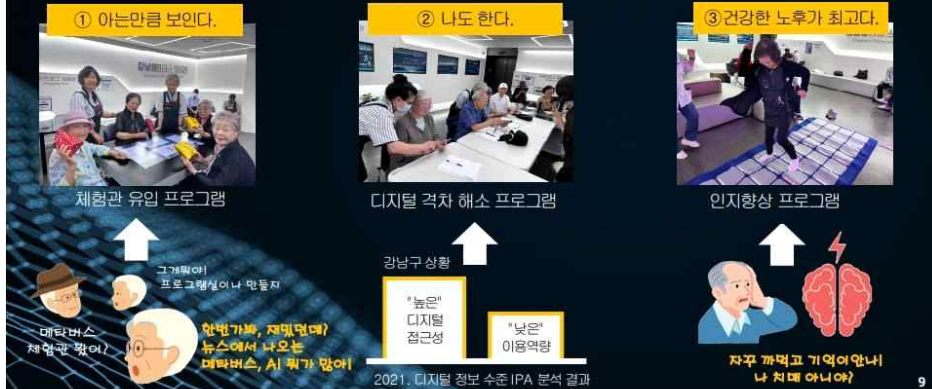 ① 아는만큼 보인다.
② 나도 한다.
③건강한 노후가 최고다.
체험관 유입 프로그램
디지털 격차 해소 프로그램
인지향상 프로그램
그게뭐야!
프로그램실이나 만들지
메타버스
체험관 봤어?
한번가봐, 재밌던데?
뉴스에서 나오는
메타버스, AI 뭐가 많아!
강남구 상황
"높은"
디지털
접근성
"낮은"
이용역량
2021. 디지털 정보 수준 IPA 분석 결과
자꾸 까먹고 기억이안나!
나 치매 아니야?
9